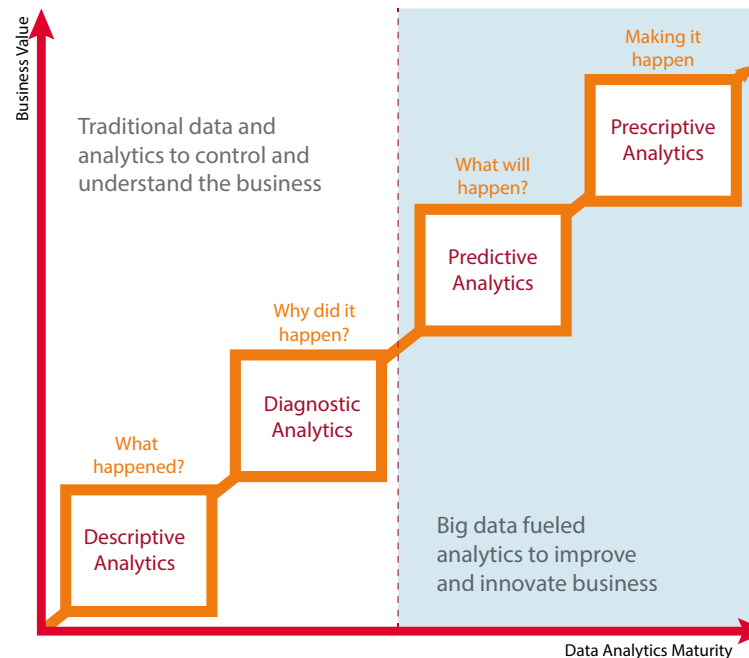 Business Value
Making it
happen
Prescriptive
Analytics
Traditional data and
analytics to control and
understand the business
What will
happen?
Predictive
Analytics
Why did it
happen?
Diagnostic
Analytics
What
happened?
Descriptive
Analytics
Big data fueled
analytics to improve
and innovate business
Data Analytics Maturity